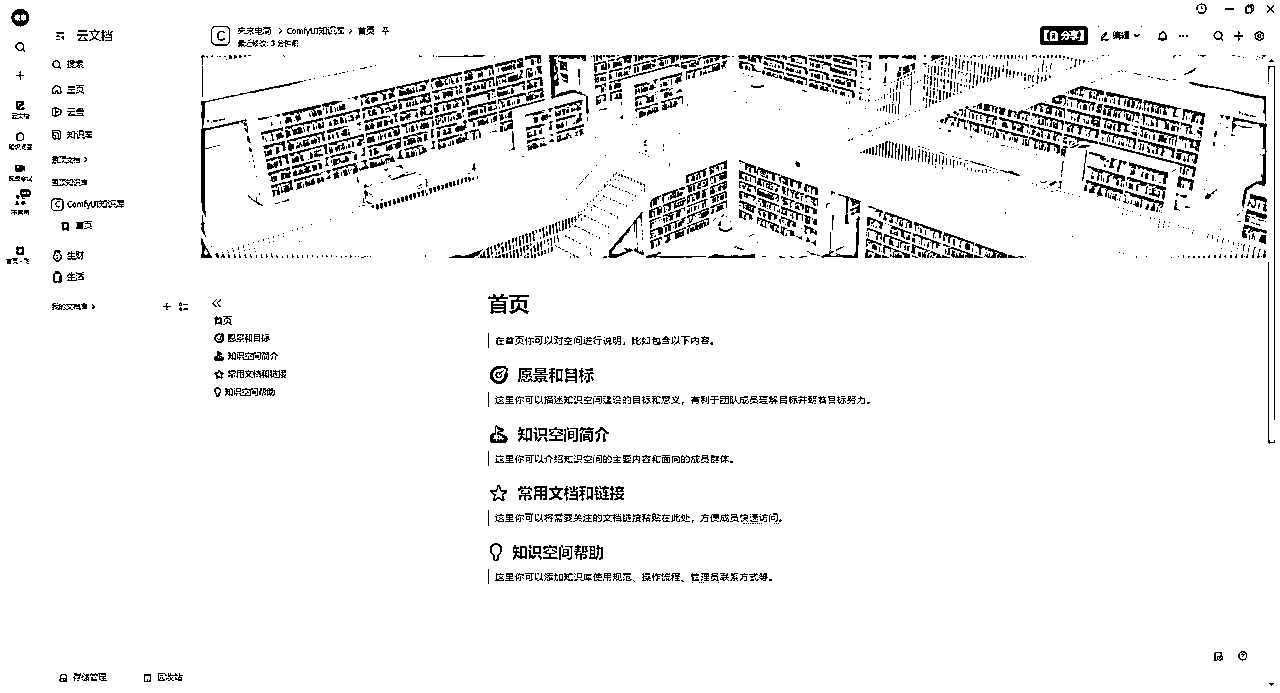 云文档
搜索
主页
云盘
知识库
置顶文档 >
置顶知识库
ComfyUI知识库
首页
生财
生活
我的文档库 >
存储管理
回收站
未来电商 > ComfyUI知识库 > 首页
最近修改: 3 分钟前
分享
编辑
首页
愿景和目标
知识空间简介
常用文档和链接
知识空间帮助
首页
在首页你可以对空间进行说明，比如包含以下内容。
愿景和目标
这里你可以描述知识空间建设的目标和意义，有利于团队成员理解目标并朝着目标努力。
知识空间简介
这里你可以介绍知识空间的主要内容和面向的成员群体。
常用文档和链接
这里你可以将需要关注的文档链接粘贴在此处，方便成员快速访问。
知识空间帮助
这里你可以添加知识库使用规范、操作流程、管理员联系方式等。